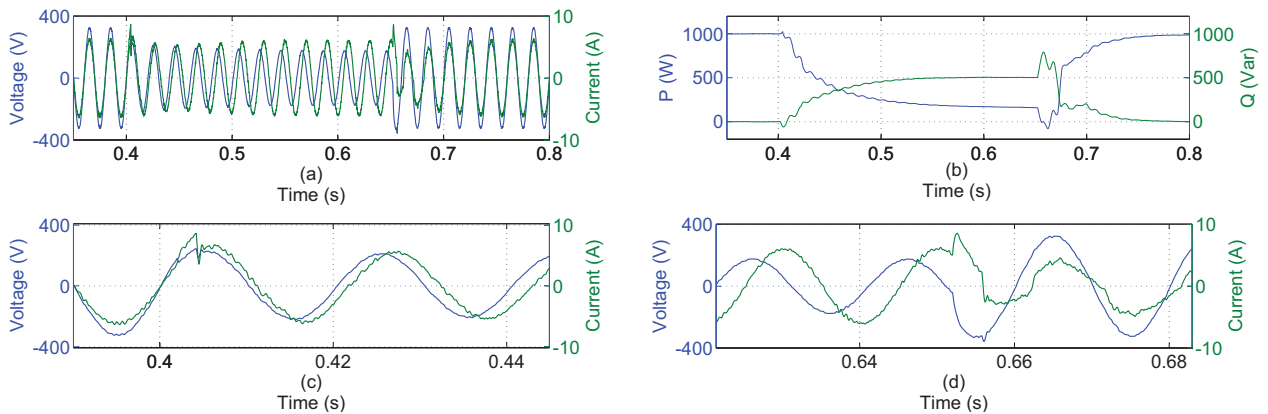 400
0
-400
Voltage (V)
10
0
-10
Current (A)
0.4 0.5 0.6 0.7 0.8
(a)
Time (s)
1000
500
0
P (W)
1000
500
0
Q (Var)
0.4 0.5 0.6 0.7 0.8
(b)
Time (s)
400
0
-400
Voltage (V)
10
0
-10
Current (A)
0.4 0.42 0.44
(c)
Time (s)
400
0
-400
Voltage (V)
10
0
-10
Current (A)
0.64 0.66 0.68
(d)
Time (s)